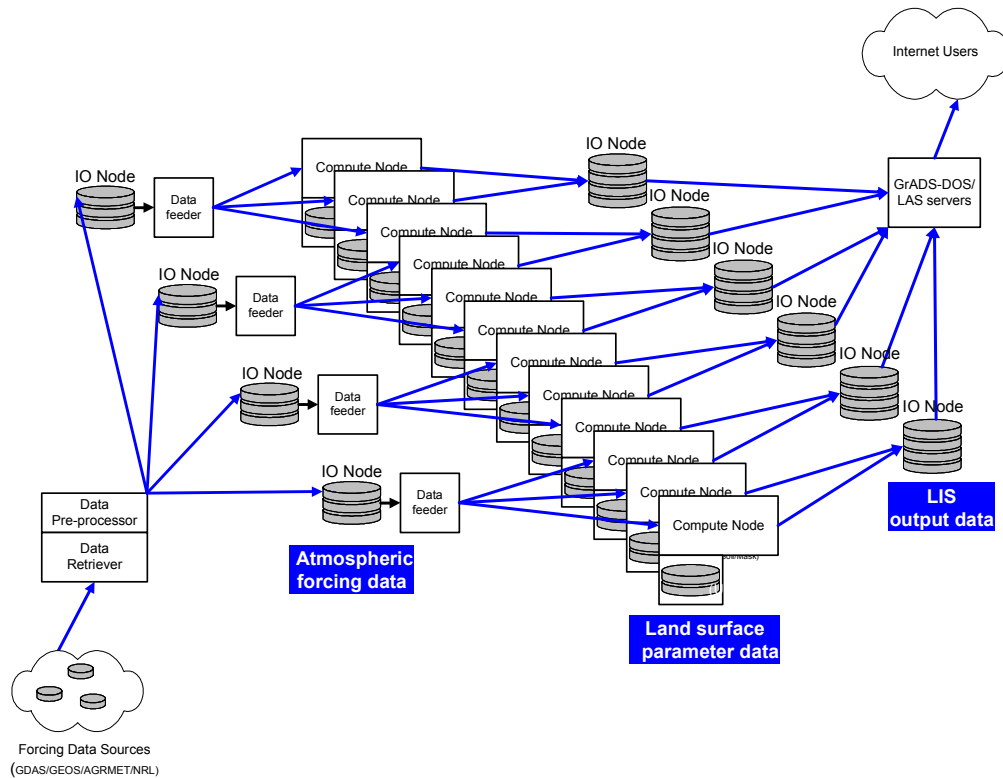 Internet Users
GrADS-DOS/
LAS servers
IO Node
Data
feeder
Compute Node
IO Node
Compute Node
IO Node
Compute Node
IO Node
Data
feeder
Compute Node
IO Node
Compute Node
Compute Node
IO Node
IO Node
Data
feeder
Compute Node
IO Node
Compute Node
IO Node
Compute Node
IO Node
Data
feeder
Compute Node
Compute Node
Compute Node
Data
Pre-processor
Data
Retriever
Atmospheric
forcing data
LIS
output data
Land surface
parameter data
Forcing Data Sources
(GDAS/GEOS/AGRMET/NRL)